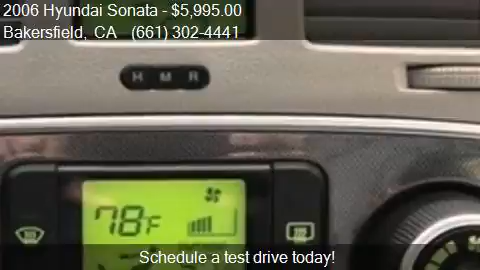 2006 Hyundai Sonata - $5,995.00
Bakersfield, CA (661) 302-4441
H M R
78F
Schedule a test drive today!